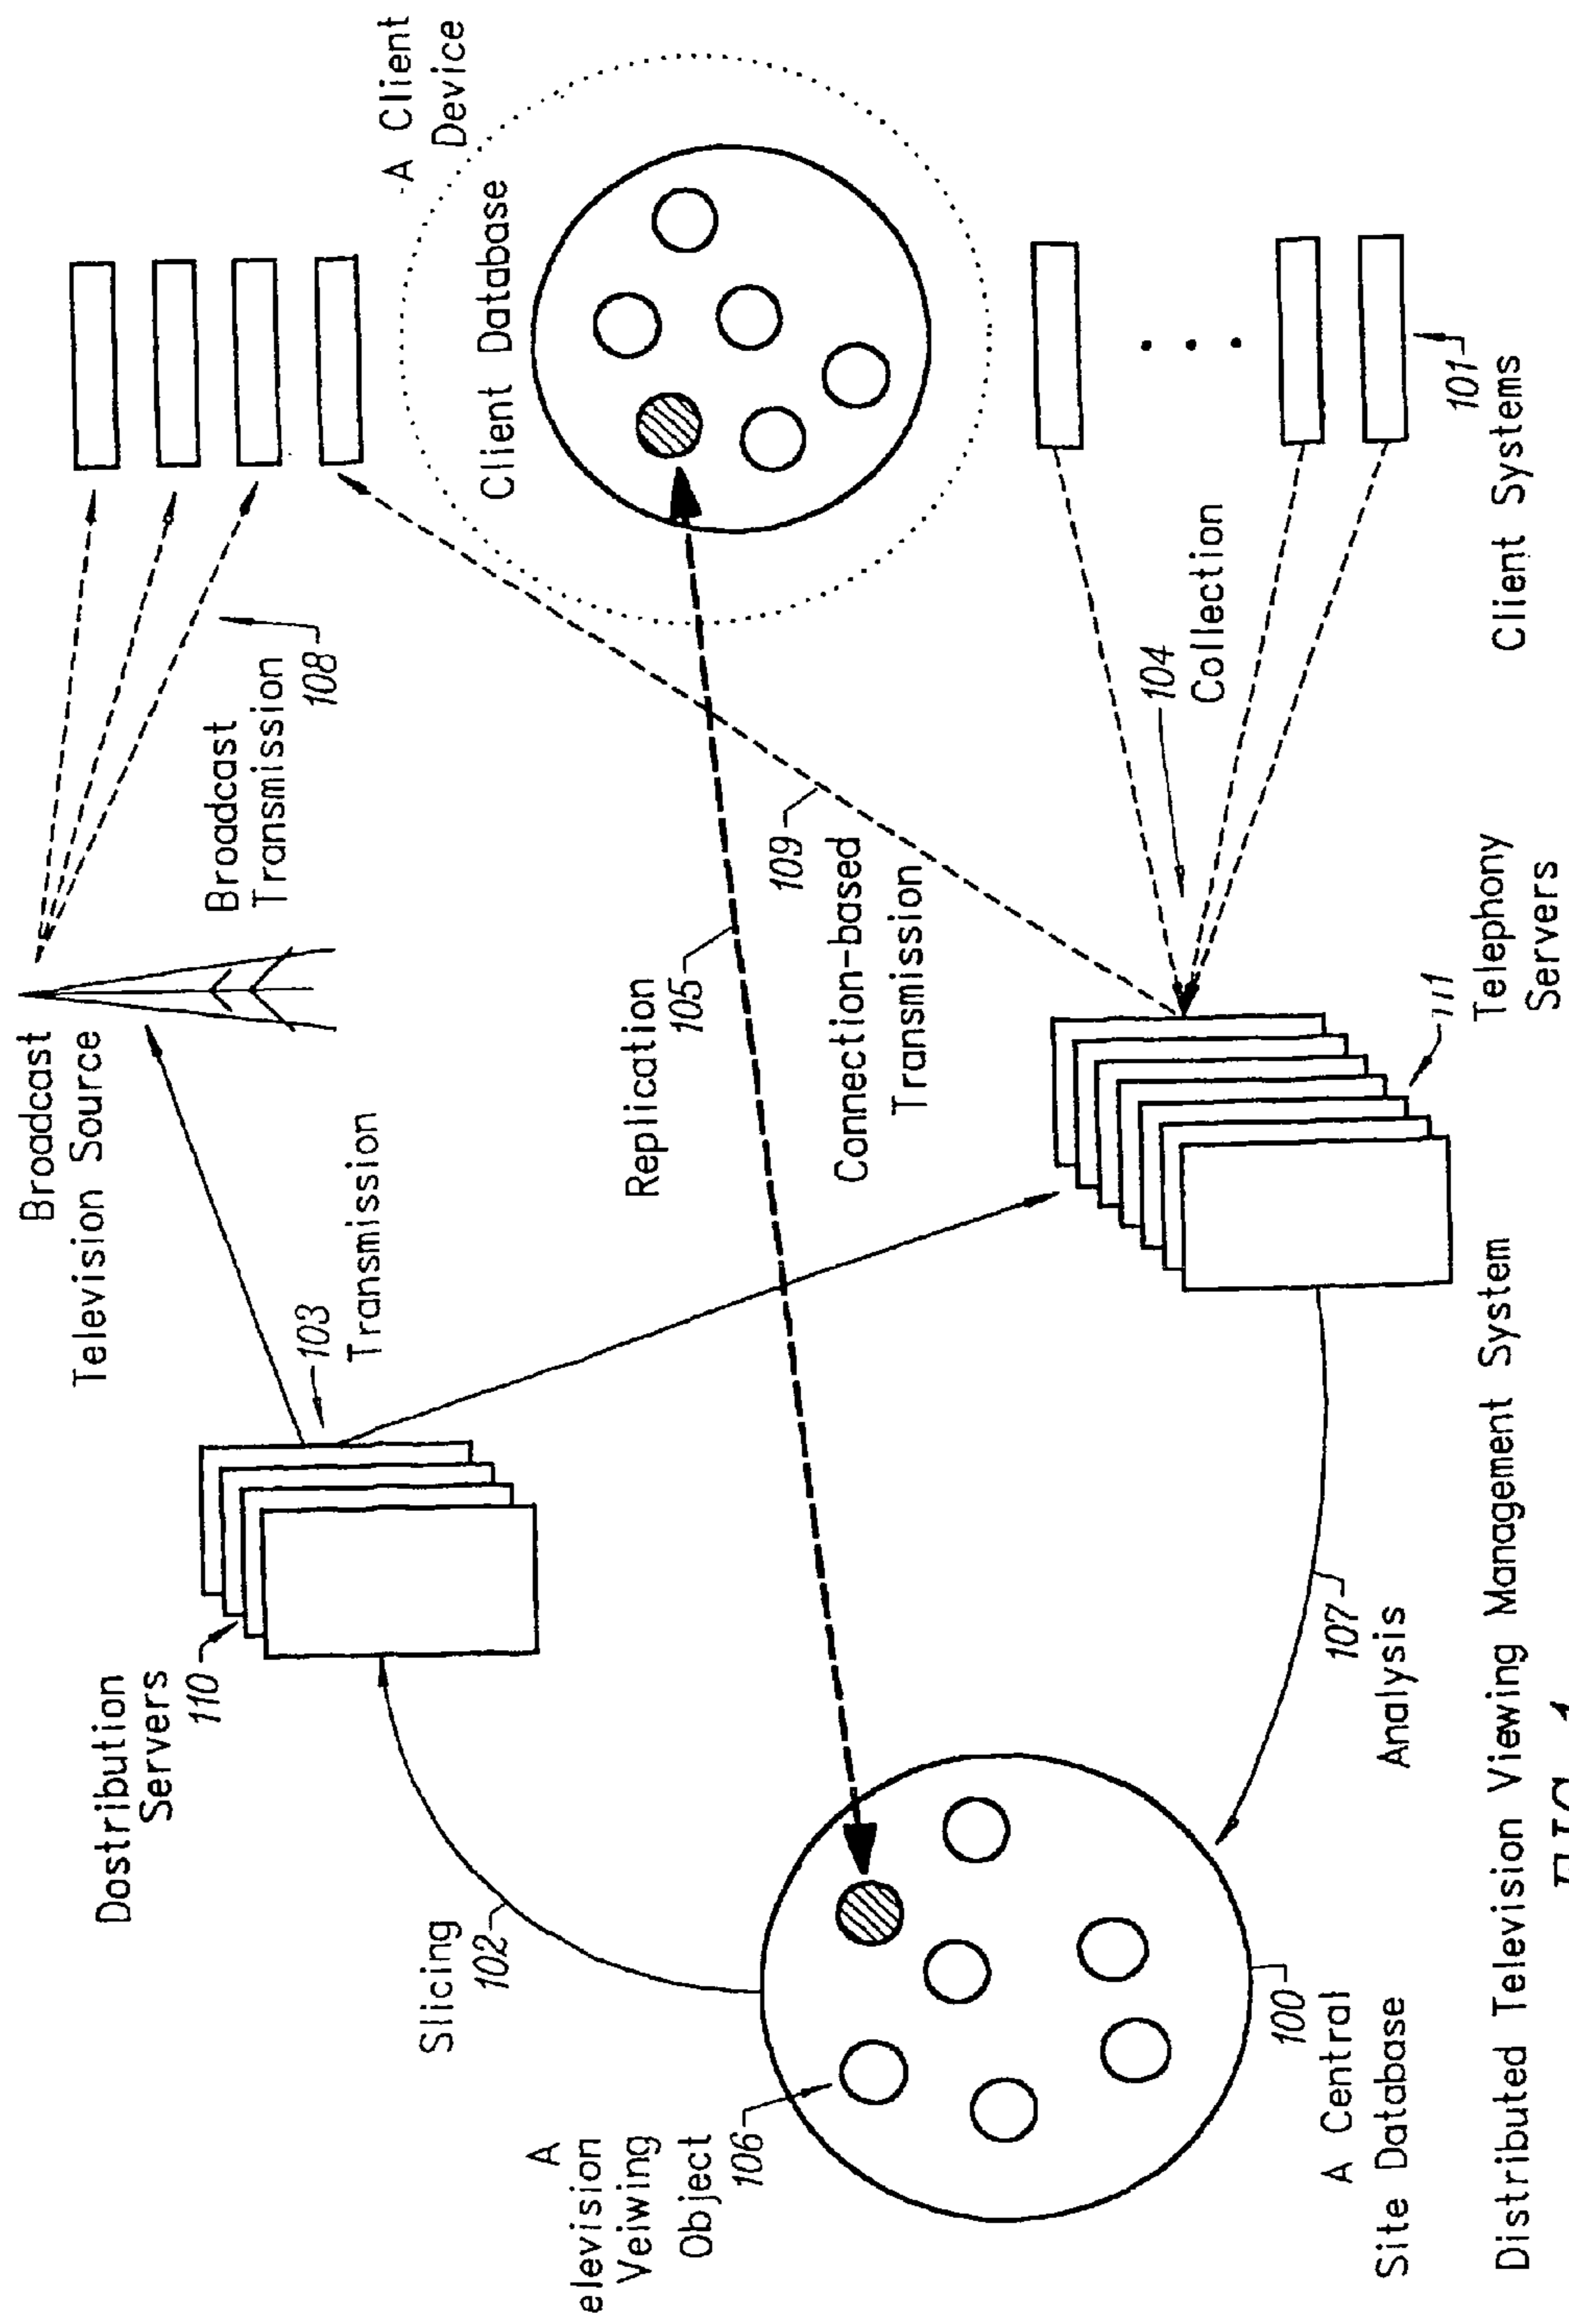 Broadcast
Television Source
Broadcast
Transmission
108
A Client
Device
Client Database
Dostribution
Servers
110
103
Transmission
Slicing
102
Replication
105
109
Connection-based
Transmission
A
elevision
Veiwing
Object
106
104
Collection
100
A Central
Site Database
107
Analysis
111
Telephony
Servers
101
Client Systems
Distributed Television Viewing Management System
FIG. 1